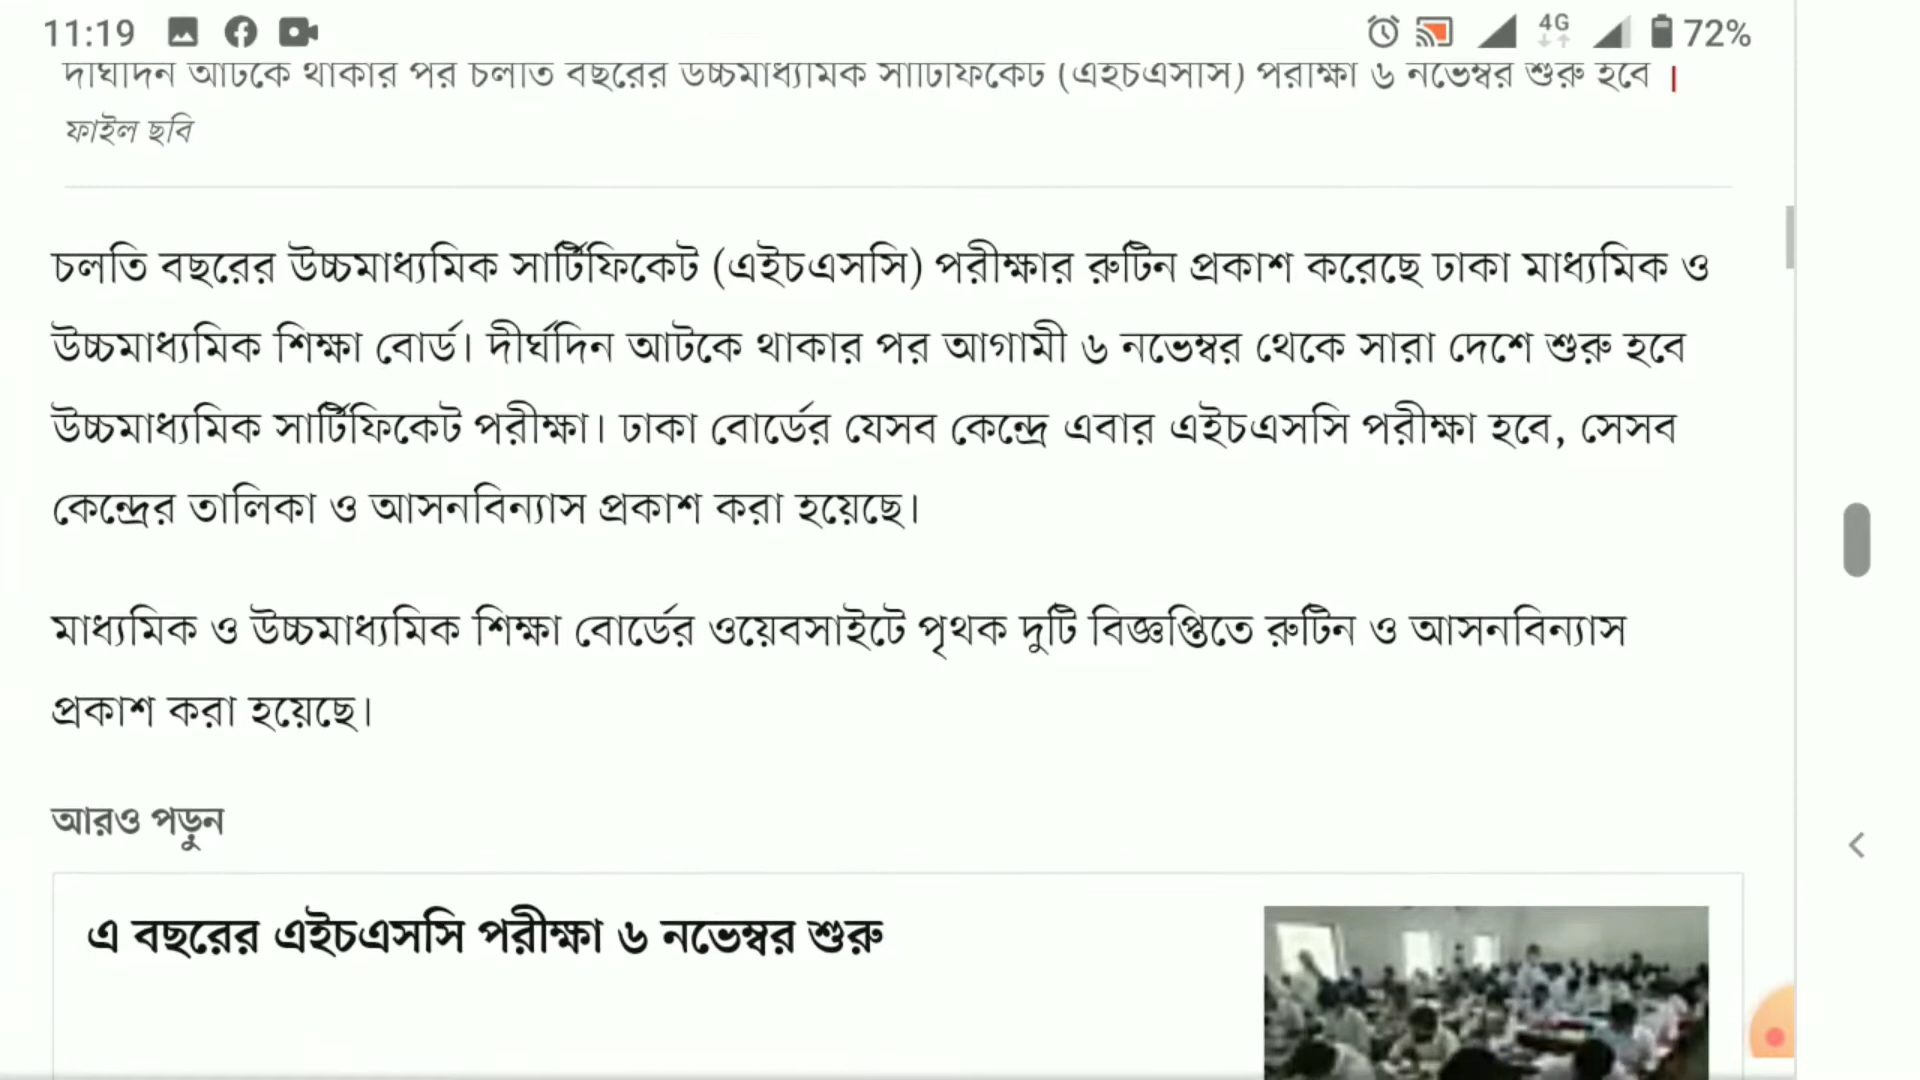 11:19
4G
72%
দীর্ঘদিন আটকে থাকার পর চলতি বছরের উচ্চমাধ্যমিক সার্টিফিকেট (এইচএসসি) পরীক্ষা ৬ নভেম্বর শুরু হবে |
ফাইল ছবি
চলতি বছরের উচ্চমাধ্যমিক সার্টিফিকেট (এইচএসসি) পরীক্ষার রুটিন প্রকাশ করেছে ঢাকা মাধ্যমিক ও
উচ্চমাধ্যমিক শিক্ষা বোর্ড। দীর্ঘদিন আটকে থাকার পর আগামী ৬ নভেম্বর থেকে সারা দেশে শুরু হবে
উচ্চমাধ্যমিক সার্টিফিকেট পরীক্ষা। ঢাকা বোর্ডের যেসব কেন্দ্রে এবার এইচএসসি পরীক্ষা হবে, সেসব
কেন্দ্রের তালিকা ও আসনবিন্যাস প্রকাশ করা হয়েছে।
মাধ্যমিক ও উচ্চমাধ্যমিক শিক্ষা বোর্ডের ওয়েবসাইটে পৃথক দুটি বিজ্ঞপ্তিতে রুটিন ও আসনবিন্যাস
প্রকাশ করা হয়েছে।
আরও পড়ুন
এ বছরের এইচএসসি পরীক্ষা ৬ নভেম্বর শুরু